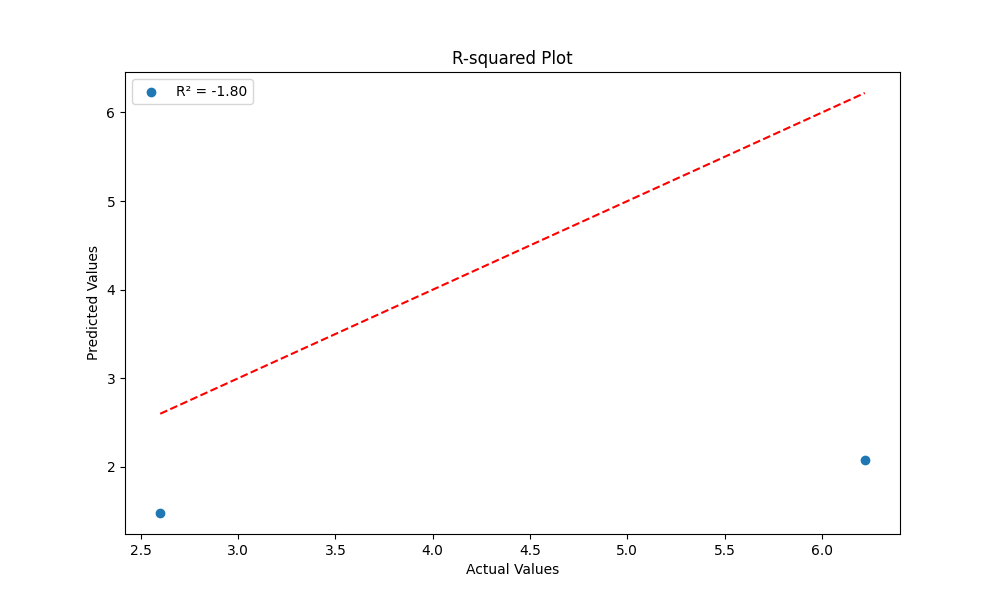 R-squared Plot
R² = -1.80
6
5
4
3
2
Predicted Values
2.5 3.0 3.5 4.0 4.5 5.0 5.5 6.0
Actual Values